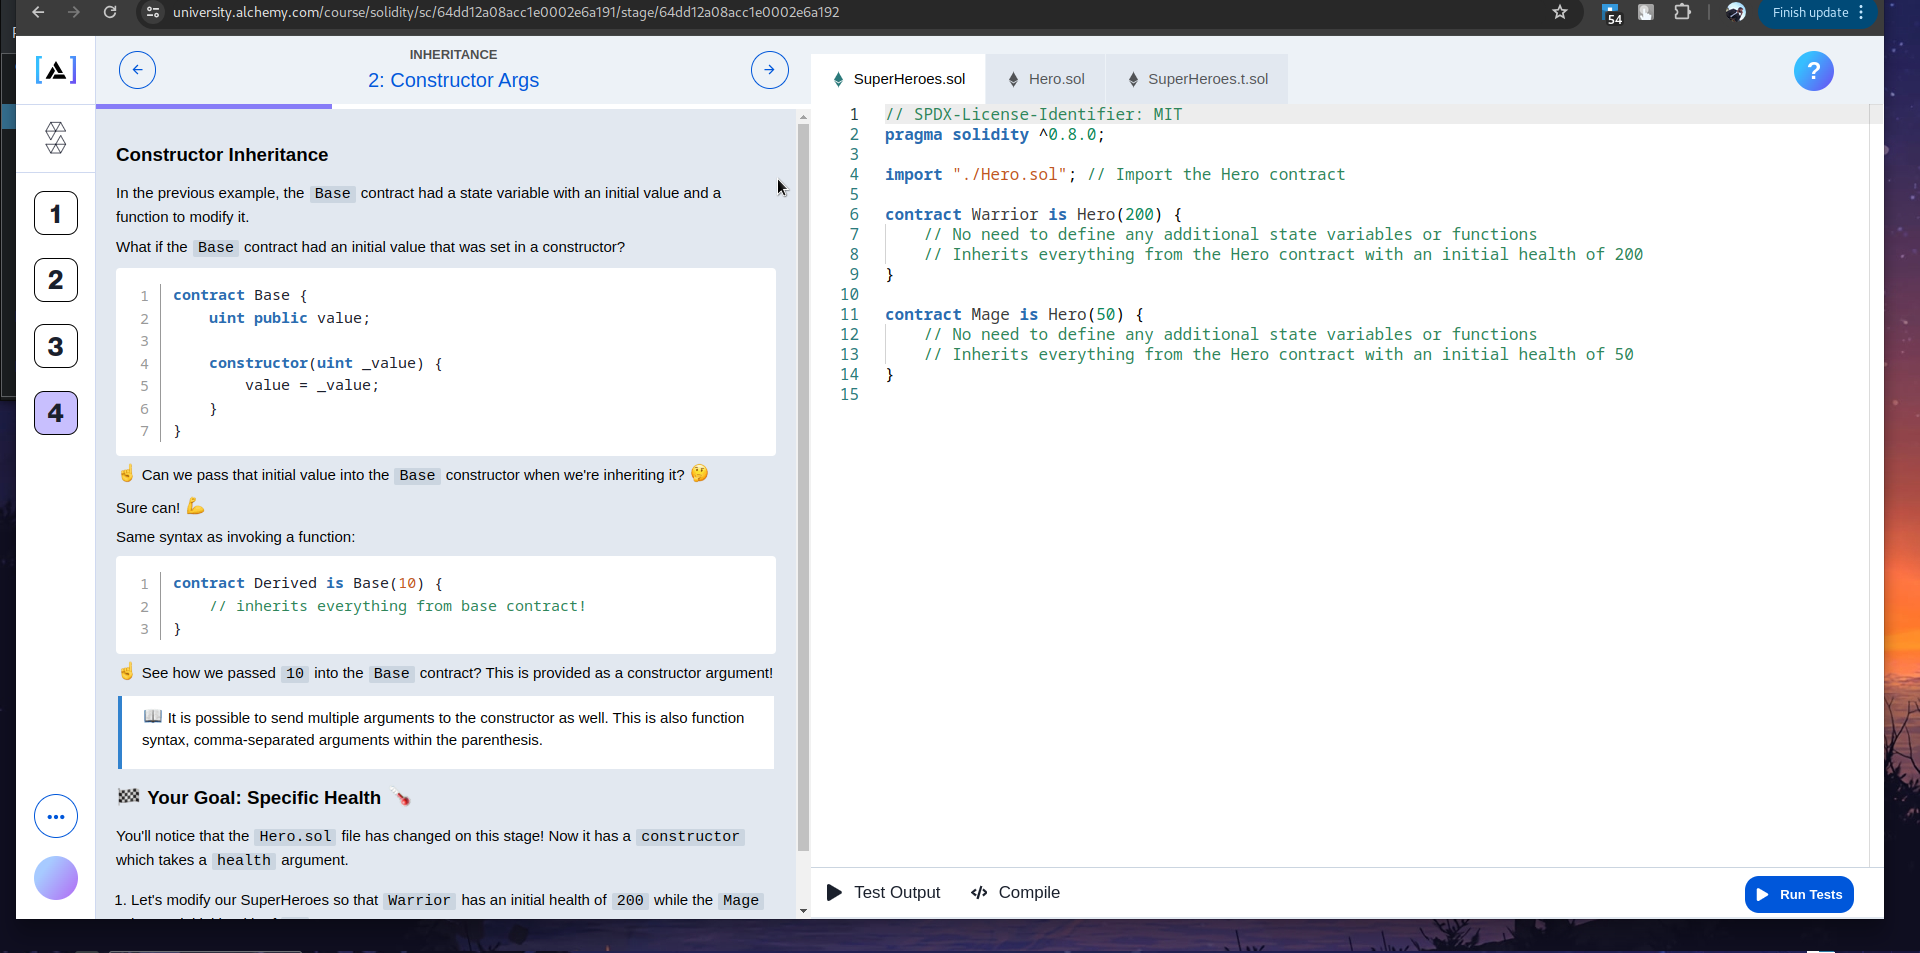 university.alchemy.com/course/solidity/sc/64dd12a08acc1e0002e6a191/stage/64dd12a08acc1e0002e6a192
54
Finish update
INHERITANCE
2: Constructor Args
1
2
3
4
Constructor Inheritance
In the previous example, the Base contract had a state variable with an initial value and a
function to modify it.
What if the Base contract had an initial value that was set in a constructor?
1 contract Base {
2 uint public value;
3
4 constructor(uint _value) {
5 value = _value;
6 }
7 }
☝️ Can we pass that initial value into the Base constructor when we're inheriting it? 🤔
Sure can! 💪
Same syntax as invoking a function:
1 contract Derived is Base(10) {
2 // inherits everything from base contract!
3 }
☝️ See how we passed 10 into the Base contract? This is provided as a constructor argument!
📖 It is possible to send multiple arguments to the constructor as well. This is also function
syntax, comma-separated arguments within the parenthesis.
🏁 Your Goal: Specific Health 🌡️
You'll notice that the Hero.sol file has changed on this stage! Now it has a constructor
which takes a health argument.
1. Let's modify our SuperHeroes so that Warrior has an initial health of 200 while the Mage
SuperHeroes.sol
Hero.sol
SuperHeroes.t.sol
?
1 // SPDX-License-Identifier: MIT
2 pragma solidity ^0.8.0;
3
4 import "./Hero.sol"; // Import the Hero contract
5
6 contract Warrior is Hero(200) {
7 // No need to define any additional state variables or functions
8 // Inherits everything from the Hero contract with an initial health of 200
9 }
10
11 contract Mage is Hero(50) {
12 // No need to define any additional state variables or functions
13 // Inherits everything from the Hero contract with an initial health of 50
14 }
15
Test Output
Compile
Run Tests